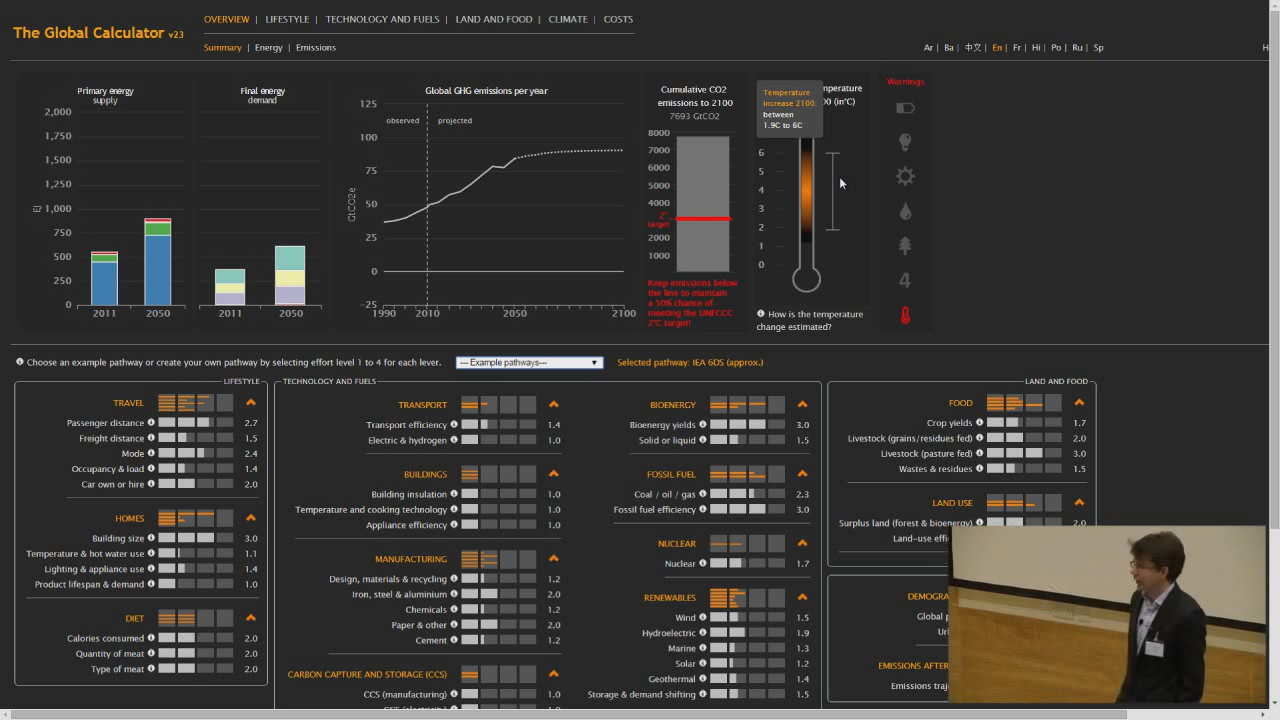 The Global Calculator v23
OVERVIEW | LIFESTYLE | TECHNOLOGY AND FUELS | LAND AND FOOD | CLIMATE | COSTS
Summary | Energy | Emissions
Ar | Ba | 中文 | En | Fr | Hi | Po | Ru | Sp
Primary energy
supply
2,000
1,750
1,500
1,250
1,000
750
500
250
0
EJ
2011 2050
Final energy
demand
2011 2050
Global GHG emissions per year
125
100
75
50
25
0
−25
GtCO2e
observed projected
1990 2010 2050 2100
Cumulative CO2
emissions to 2100
7693 GtCO2
8000
7000
6000
5000
4000
2° target
2000
1000
0
Keep emissions below
the line to maintain
a 50% chance of
meeting the UNFCCC
2°C target!
Temperature
increase 2100:
between
1.9C to 6C
6
5
4
3
2
1
0
How is the temperature
change estimated?
Warnings
4
Choose an example pathway or create your own pathway by selecting effort level 1 to 4 for each lever.
--- Example pathways---
Selected pathway: IEA 6DS (approx.)
LIFESTYLE
TRAVEL
Passenger distance 2.7
Freight distance 1.5
Mode 2.4
Occupancy & load 1.4
Car own or hire 2.0
HOMES
Building size 3.0
Temperature & hot water use 1.1
Lighting & appliance use 1.4
Product lifespan & demand 1.0
DIET
Calories consumed 2.0
Quantity of meat 2.0
Type of meat 2.0
TECHNOLOGY AND FUELS
TRANSPORT
Transport efficiency 1.4
Electric & hydrogen 1.0
BUILDINGS
Building insulation 1.0
Temperature and cooking technology 1.0
Appliance efficiency 1.0
MANUFACTURING
Design, materials & recycling 1.2
Iron, steel & aluminium 2.0
Chemicals 1.2
Paper & other 2.0
Cement 1.2
CARBON CAPTURE AND STORAGE (CCS)
CCS (manufacturing) 1.0
BIOENERGY
Bioenergy yields 3.0
Solid or liquid 1.5
FOSSIL FUEL
Coal / oil / gas 2.3
Fossil fuel efficiency 3.0
NUCLEAR
Nuclear 1.7
RENEWABLES
Wind 1.5
Hydroelectric 1.9
Marine 1.3
Solar 1.2
Geothermal 1.4
Storage & demand shifting 1.5
LAND AND FOOD
FOOD
Crop yields 1.7
Livestock (grains/residues fed) 2.0
Livestock (pasture fed) 3.0
Wastes & residues 1.5
LAND USE
Surplus land (forest & bioenergy) 2.0
Land-use effi
DEMOGR
Global p
Urb
EMISSIONS AFTER
Emissions traj